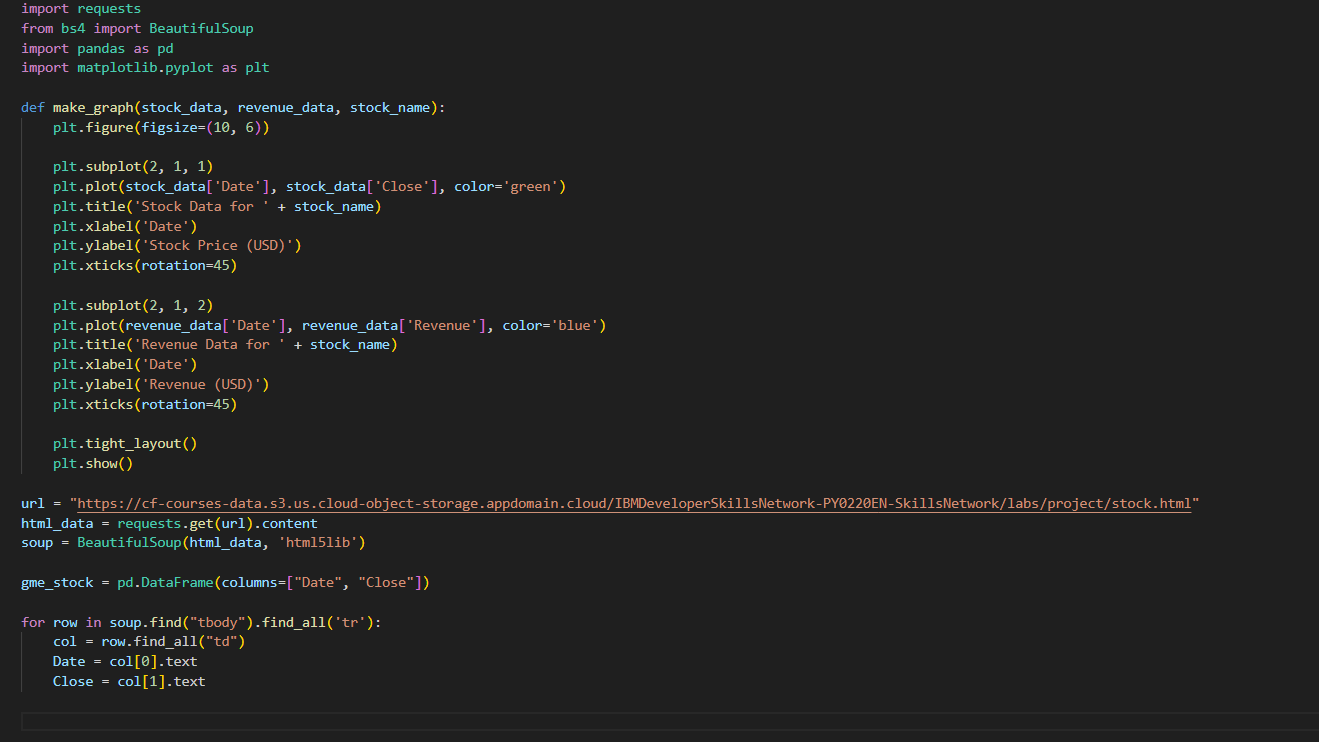 import requests
from bs4 import BeautifulSoup
import pandas as pd
import matplotlib.pyplot as plt

def make_graph(stock_data, revenue_data, stock_name):
    plt.figure(figsize=(10, 6))

    plt.subplot(2, 1, 1)
    plt.plot(stock_data['Date'], stock_data['Close'], color='green')
    plt.title('Stock Data for ' + stock_name)
    plt.xlabel('Date')
    plt.ylabel('Stock Price (USD)')
    plt.xticks(rotation=45)

    plt.subplot(2, 1, 2)
    plt.plot(revenue_data['Date'], revenue_data['Revenue'], color='blue')
    plt.title('Revenue Data for ' + stock_name)
    plt.xlabel('Date')
    plt.ylabel('Revenue (USD)')
    plt.xticks(rotation=45)

    plt.tight_layout()
    plt.show()

url = "https://cf-courses-data.s3.us.cloud-object-storage.appdomain.cloud/IBMDeveloperSkillsNetwork-PY0220EN-SkillsNetwork/labs/project/stock.html"
html_data = requests.get(url).content
soup = BeautifulSoup(html_data, 'html5lib')

gme_stock = pd.DataFrame(columns=["Date", "Close"])

for row in soup.find("tbody").find_all('tr'):
    col = row.find_all("td")
    Date = col[0].text
    Close = col[1].text